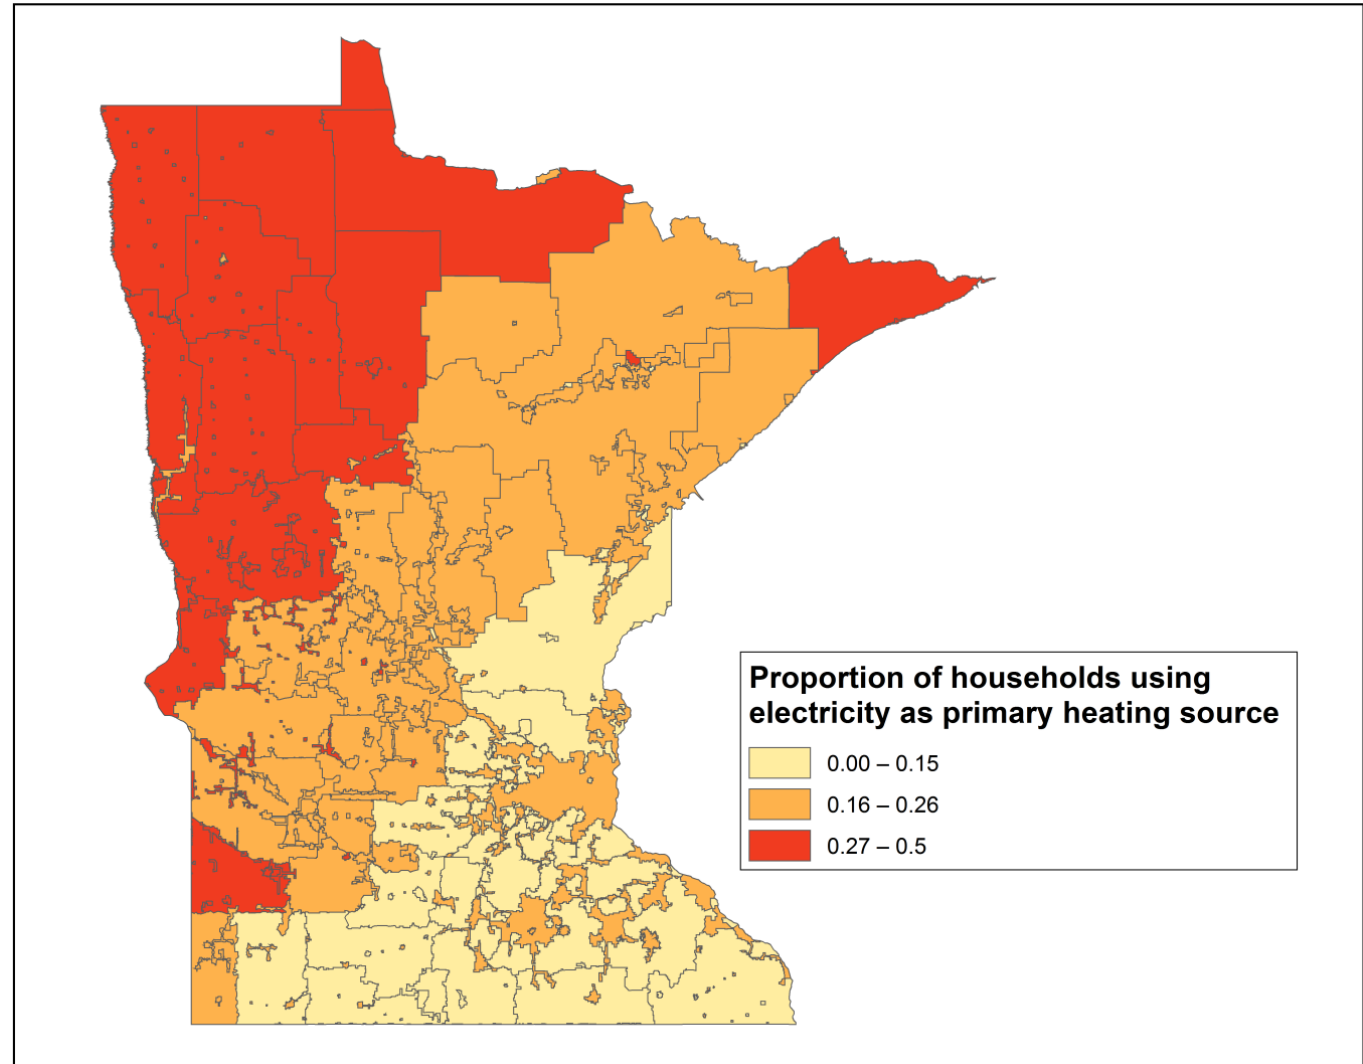 Proportion of households using
electricity as primary heating source
0.00 – 0.15
0.16 – 0.26
0.27 – 0.5